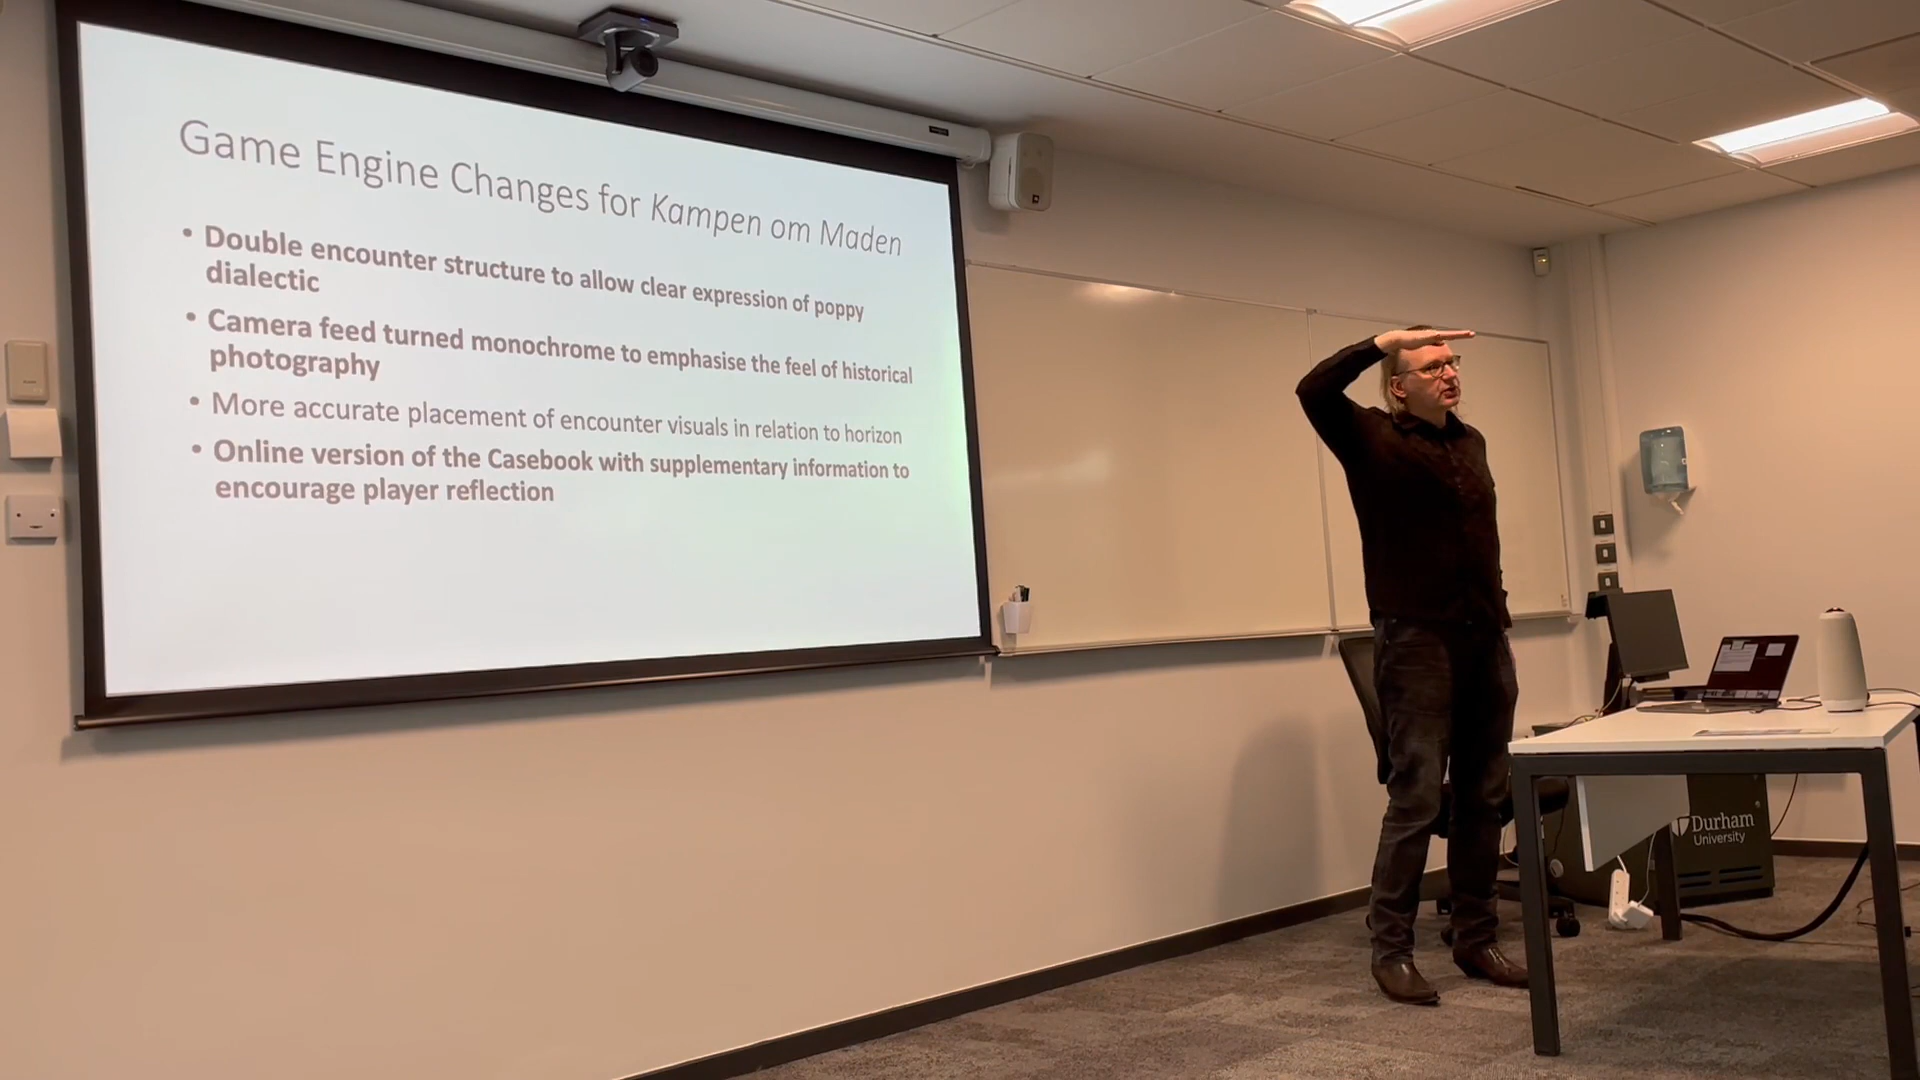 Game Engine Changes for Kampen om Maden
• Double encounter structure to allow clear expression of poppy
dialectic
• Camera feed turned monochrome to emphasise the feel of historical
photography
• More accurate placement of encounter visuals in relation to horizon
• Online version of the Casebook with supplementary information to
encourage player reflection
Durham
University